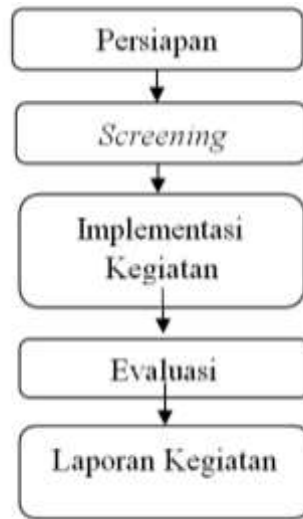 Persiapan
Screening
Implementasi
Kegiatan
Evaluasi
Laporan Kegiatan